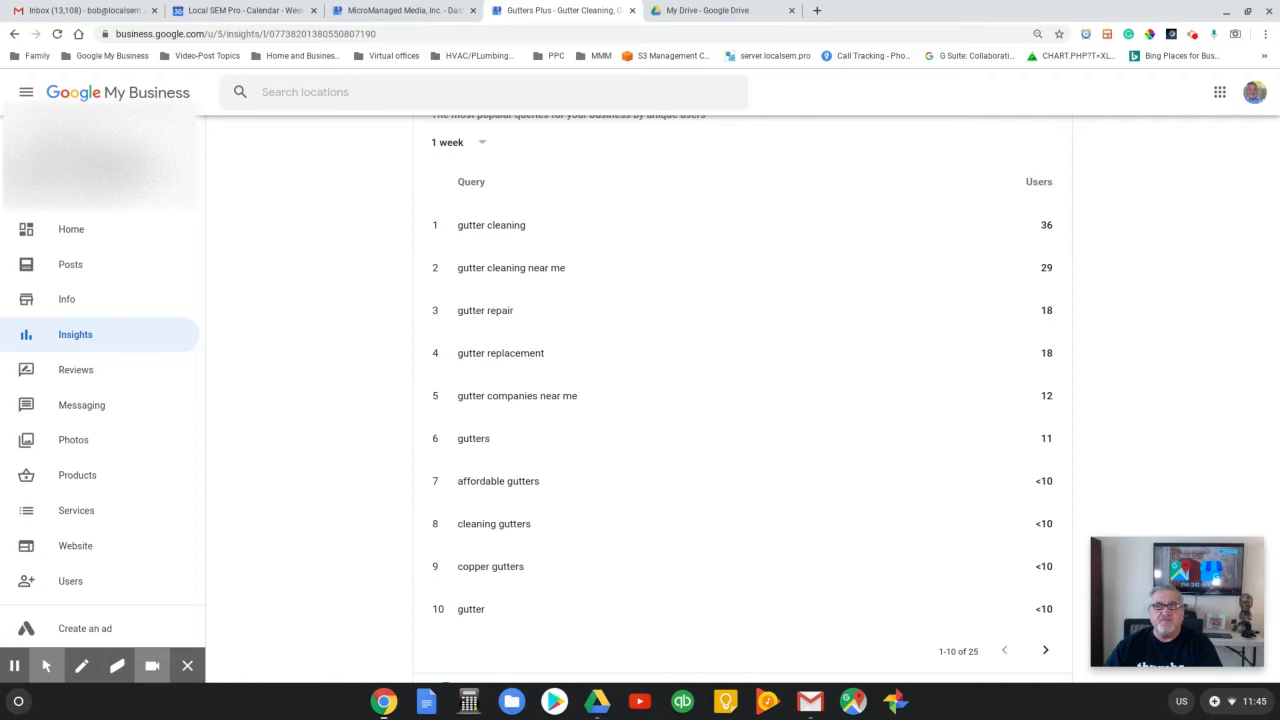 Inbox (13,108) - bob@localsem
Local SEM Pro - Calendar - Week
MicroManaged Media, Inc. - Das
Gutters Plus - Gutter Cleaning, G
My Drive - Google Drive
business.google.com/u/5/insights/l/07738201380550807190
Family
Google My Business
Video-Post Topics
Home and Busines...
Virtual offices
HVAC/PLumbing...
PPC
MMM
S3 Management C...
server.localsem.pro
Call Tracking - Pho...
G Suite: Collaborati...
CHART.PHP?T=XL...
Bing Places for Bus...
»
Google My Business
Search locations
The most popular queries for your business by unique users
1 week
Query Users
1 gutter cleaning 36
2 gutter cleaning near me 29
3 gutter repair 18
4 gutter replacement 18
5 gutter companies near me 12
6 gutters 11
7 affordable gutters <10
8 cleaning gutters <10
9 copper gutters <10
10 gutter <10
1-10 of 25
Home
Posts
Info
Insights
Reviews
Messaging
Photos
Products
Services
Website
Users
Create an ad
US
11:45